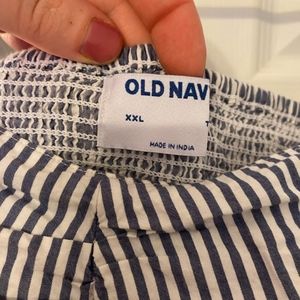 OLD NAV
XXL
T
MADE IN INDIA